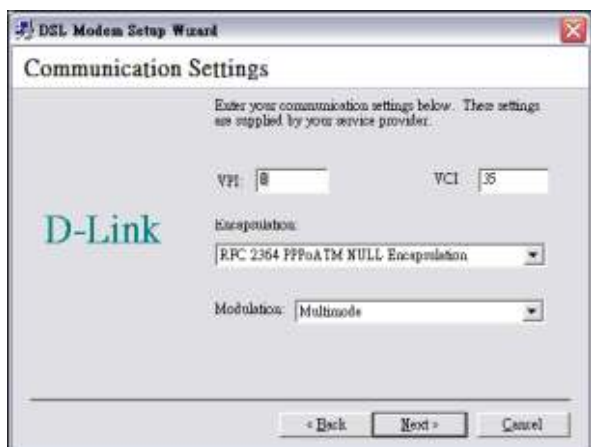 DSL Modem Setup Wizard
Communication Settings
Enter your communication settings below. These settings
are supplied by your service provider.
VPI: VCI 35
D-Link
Encapsulation:
RFC 2364 PPPoATM NULL Encapsulation
Modulation: Multimode
< Back Next > Cancel